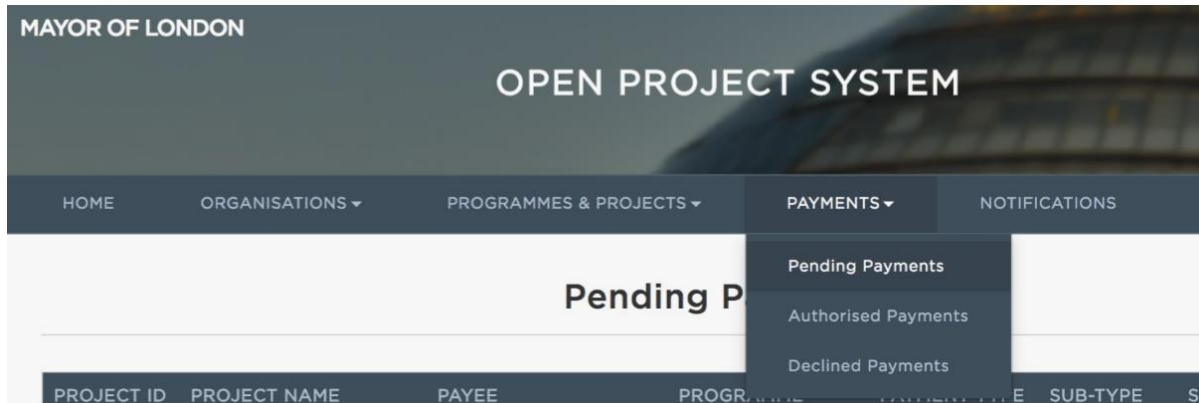 MAYOR OF LONDON
OPEN PROJECT SYSTEM
HOME ORGANISATIONS PROGRAMMES & PROJECTS PAYMENTS NOTIFICATIONS
Pending Payments
Pending P
Authorised Payments
Declined Payments
PROJECT ID PROJECT NAME PAYEE SUB-TYPE